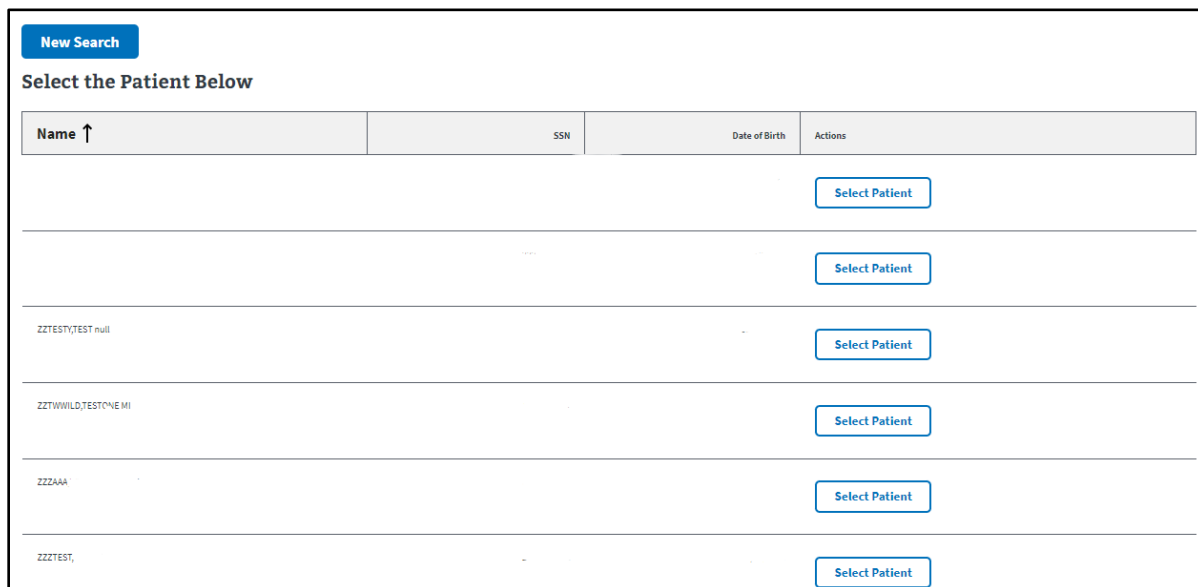 New Search
Select the Patient Below
Name ↑ SSN Date of Birth Actions
Select Patient
Select Patient
ZZTESTY,TEST null
Select Patient
ZZTWWILD,TESTONE MI
Select Patient
ZZZAAA
Select Patient
ZZZTEST,
Select Patient